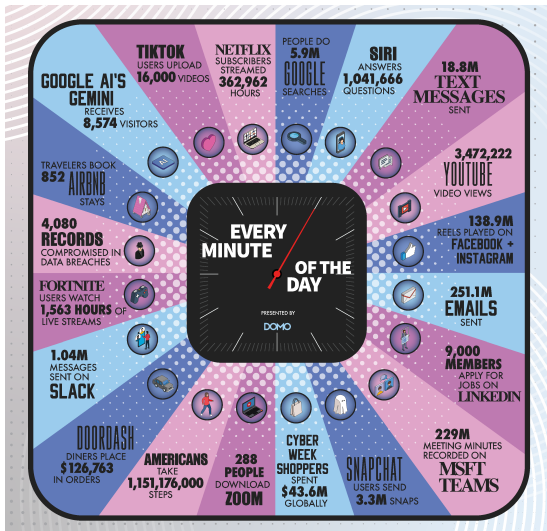 EVERY
MINUTE
OF THE
DAY
PRESENTED BY
DOMO
PEOPLE DO
5.9M
GOOGLE
SEARCHES
SIRI
ANSWERS
1,041,666
QUESTIONS
18.8M
TEXT
MESSAGES
SENT
3,472,222
YOUTUBE
VIDEO VIEWS
138.9M
REELS PLAYED ON
FACEBOOK +
INSTAGRAM
251.1M
EMAILS
SENT
9,000
MEMBERS
APPLY FOR
JOBS ON
LINKEDIN
229M
MEETING MINUTES
RECORDED ON
MSFT
TEAMS
SNAPCHAT
USERS SEND
3.3M SNAPS
CYBER
WEEK
SHOPPERS
SPENT
$43.6M
GLOBALLY
288
PEOPLE
DOWNLOAD
ZOOM
AMERICANS
TAKE
1,151,176,000
STEPS
DOORDASH
DINERS PLACE
$126,763
IN ORDERS
1.04M
MESSAGES
SENT ON
SLACK
FORTNITE
USERS WATCH
1,563 HOURS OF
LIVE STREAMS
4,080
RECORDS
COMPROMISED IN
DATA BREACHES
TRAVELERS BOOK
852 AIRBNB
STAYS
GOOGLE AI'S
GEMINI
RECEIVES
8,574 VISITORS
TIKTOK
USERS UPLOAD
16,000 VIDEOS
NETFLIX
SUBSCRIBERS
STREAMED
362,962
HOURS